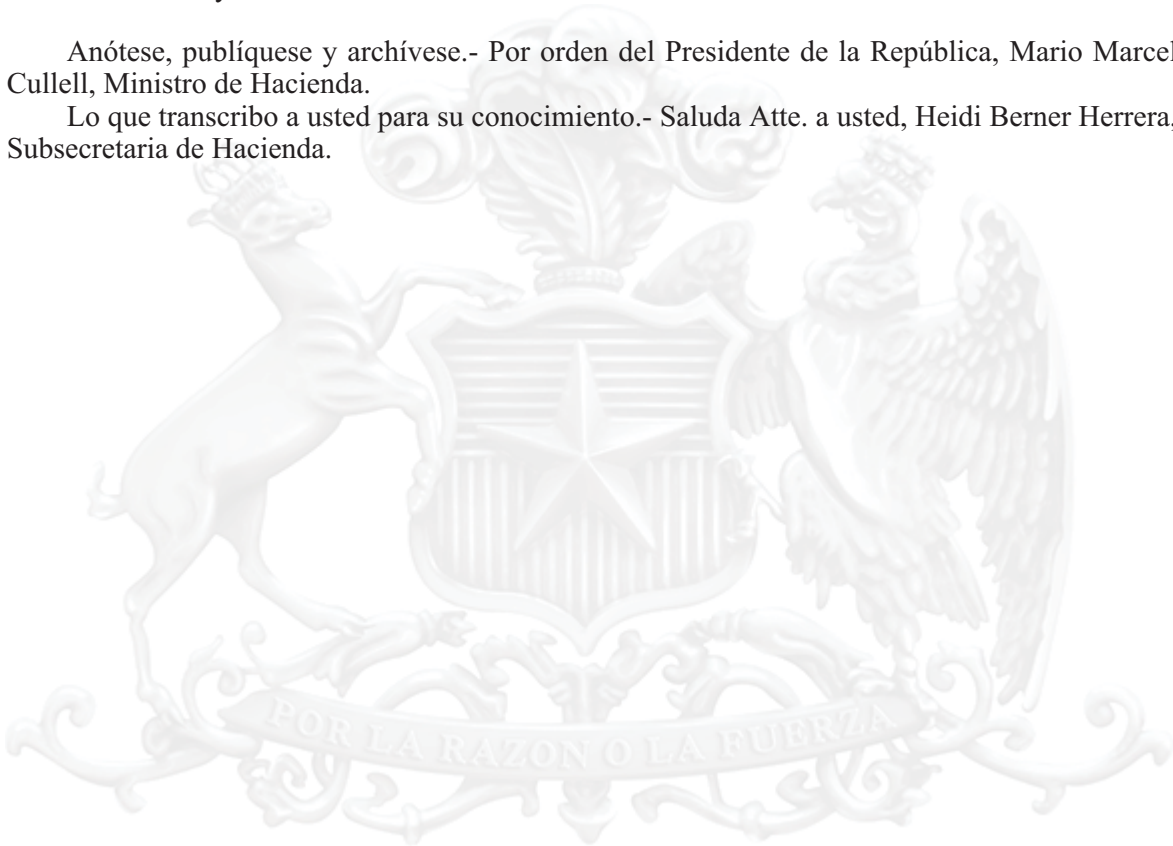 Anótese, publíquese y archívese.- Por orden del Presidente de la República, Mario Marcel
Cullell, Ministro de Hacienda.
Lo que transcribo a usted para su conocimiento.- Saluda Atte. a usted, Heidi Berner Herrera,
Subsecretaria de Hacienda.
POR LA RAZON O LA FUERZA